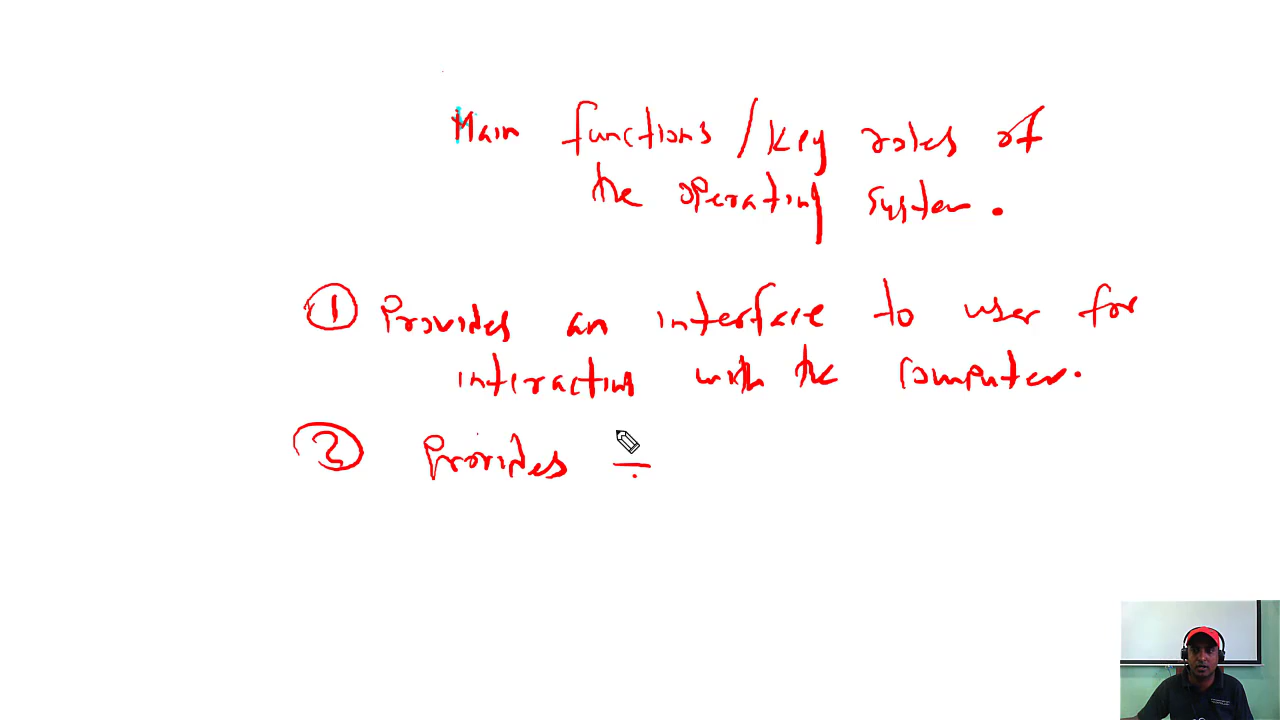 Main functions / key roles of
the operating system.
① Provides an interface to user for
interacting with the computer.
② Provides